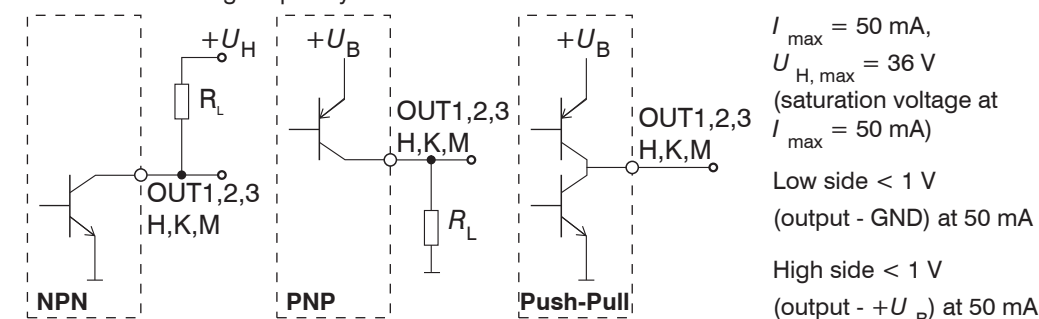 +U_H
R_L
OUT1,2,3
H,K,M
NPN
+U_B
OUT1,2,3
H,K,M
R_L
PNP
+U_B
OUT1,2,3
H,K,M
Push-Pull
I max = 50 mA,
U H, max = 36 V
(saturation voltage at
I max = 50 mA)
Low side < 1 V
(output - GND) at 50 mA
High side < 1 V
(output - +U B) at 50 mA